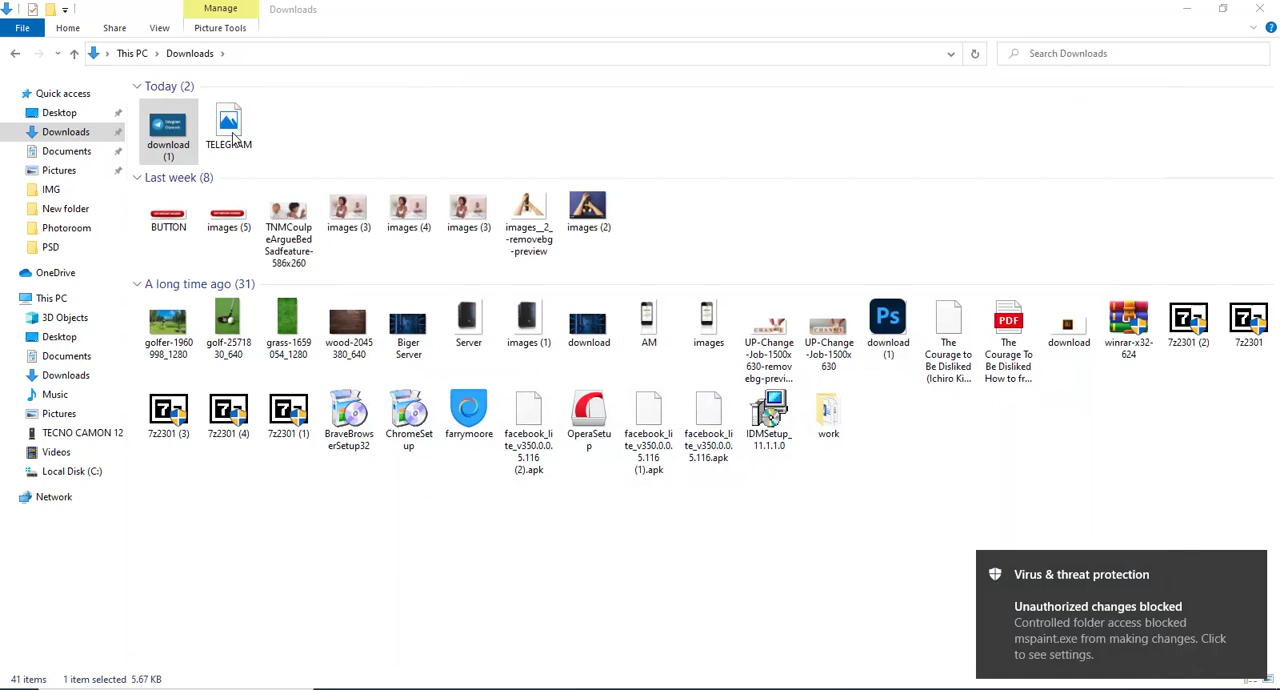 Manage
Downloads
File
Home
Share
View
Picture Tools
This PC
Downloads
Search Downloads
Quick access
Desktop
Downloads
Documents
Pictures
IMG
New folder
Photoroom
PSD
OneDrive
This PC
3D Objects
Desktop
Documents
Downloads
Music
Pictures
TECNO CAMON 12
Videos
Local Disk (C:)
Network
Today (2)
download
(1)
TELEGRAM
Last week (8)
BUTTON
images (5)
TNMCoulp
eArgueBed
Sadfeature-
586x260
images (3)
images (4)
images (3)
images__2_
-removebg
-preview
images (2)
A long time ago (31)
golfer-1960
998_1280
golf-25718
30_640
grass-1659
054_1280
wood-2045
380_640
Biger
Server
Server
images (1)
download
AM
images
UP-Change
-Job-1500x
630-remov
ebg-previ...
UP-Change
-Job-1500x
630
Ps
download
(1)
The
Courage to
be Disliked
(Ichiro Ki...
PDF
The
Courage To
Be Disliked
How to fr...
download
winrar-x32-
624
7z2301 (2)
7z2301
7z2301 (3)
7z2301 (4)
7z2301 (1)
BraveBrows
erSetup32
ChromeSet
up
farrymoore
facebook_li
te_v350.0.0.
5.116
(2).apk
OperaSetu
p
facebook_li
te_v350.0.0.
5.116
(1).apk
facebook_li
te_v350.0.0.
5.116.apk
IDMSetup_
11.1.1.0
work
Virus & threat protection
Unauthorized changes blocked
Controlled folder access blocked
mspaint.exe from making changes. Click
to see settings.
41 items
1 item selected 5.67 KB